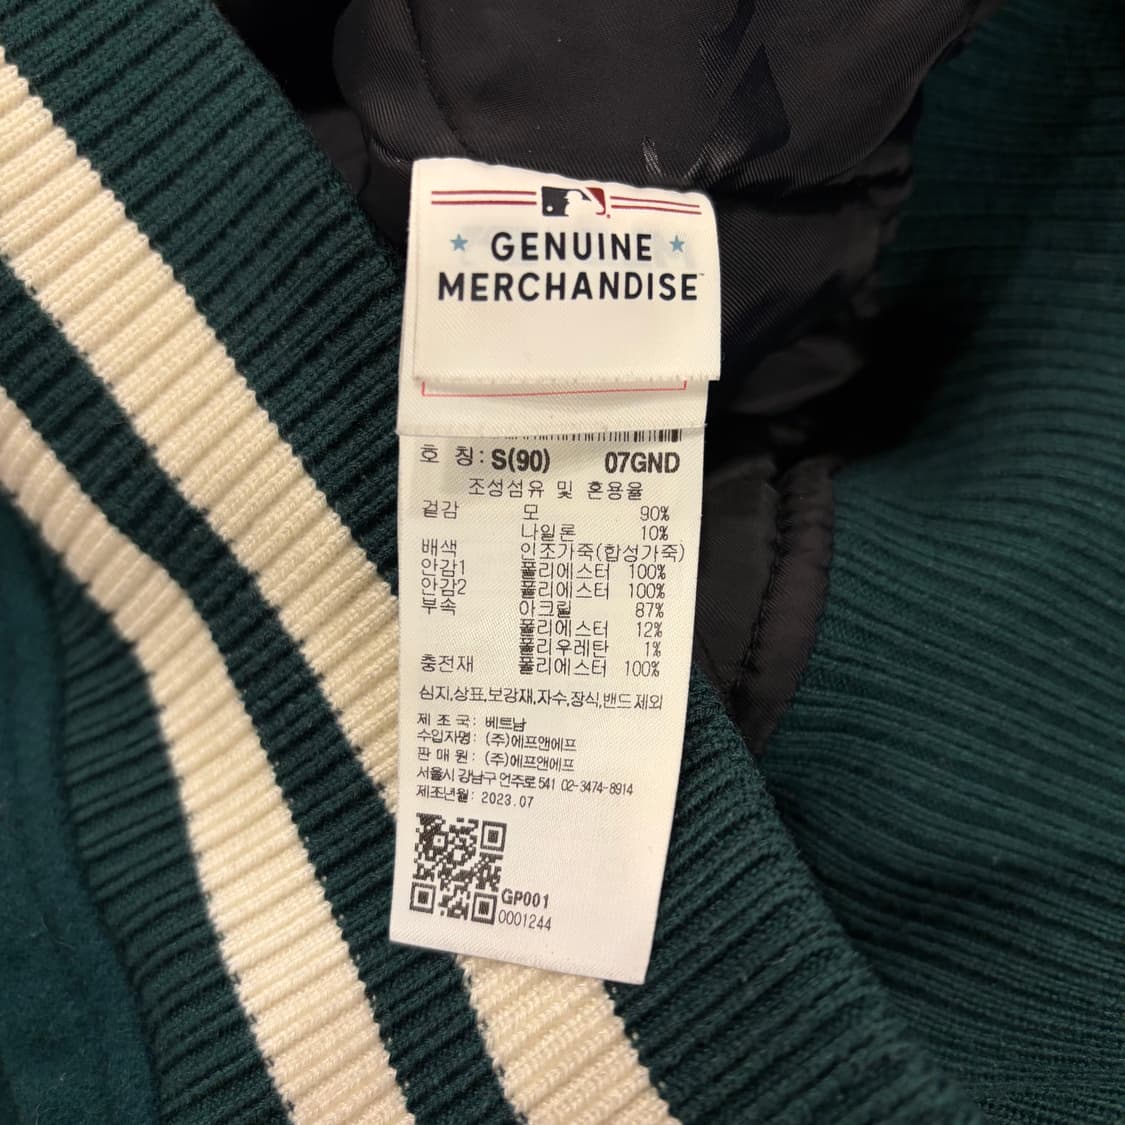 GENUINE
MERCHANDISE™
호 칭: S(90) 07GND
조성섬유 및 혼용율
겉감 모 90%
나일론 10%
배색 인조가죽(합성가죽)
안감1 폴리에스터 100%
안감2 폴리에스터 100%
부속 아크릴 87%
폴리에스터 12%
폴리우레탄 1%
충전재 폴리에스터 100%
심지,상표,보강재,자수,장식,밴드제외
제 조 국: 베트남
수입자명: (주)에프앤에프
판 매 원: (주)에프앤에프
서울시 강남구 언주로 541 02-3474-8914
제조년월: 2023.07
GP001
0001244